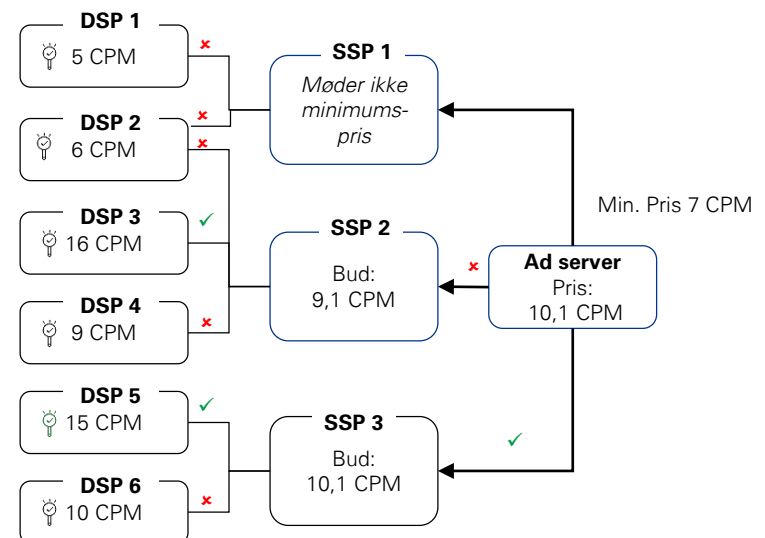 DSP 1
5 CPM
DSP 2
6 CPM
DSP 3
16 CPM
DSP 4
9 CPM
DSP 5
15 CPM
DSP 6
10 CPM
SSP 1
Møder ikke
minimums-
pris
SSP 2
Bud:
9,1 CPM
SSP 3
Bud:
10,1 CPM
Min. Pris 7 CPM
Ad server
Pris:
10,1 CPM